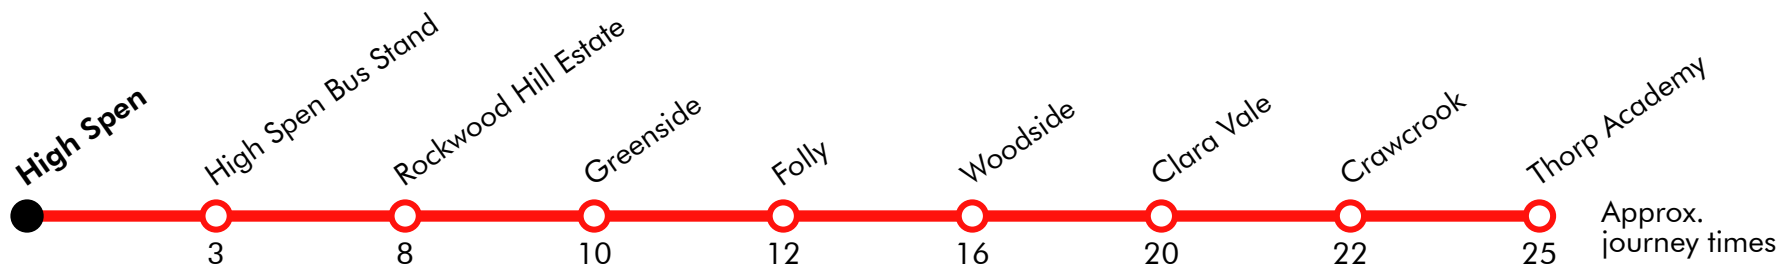 High Spen
High Spen Bus Stand
Rockwood Hill Estate
Greenside
Folly
Woodside
Clara Vale
Crawcrook
Thorp Academy
3
8
10
12
16
20
22
25
Approx.
journey times